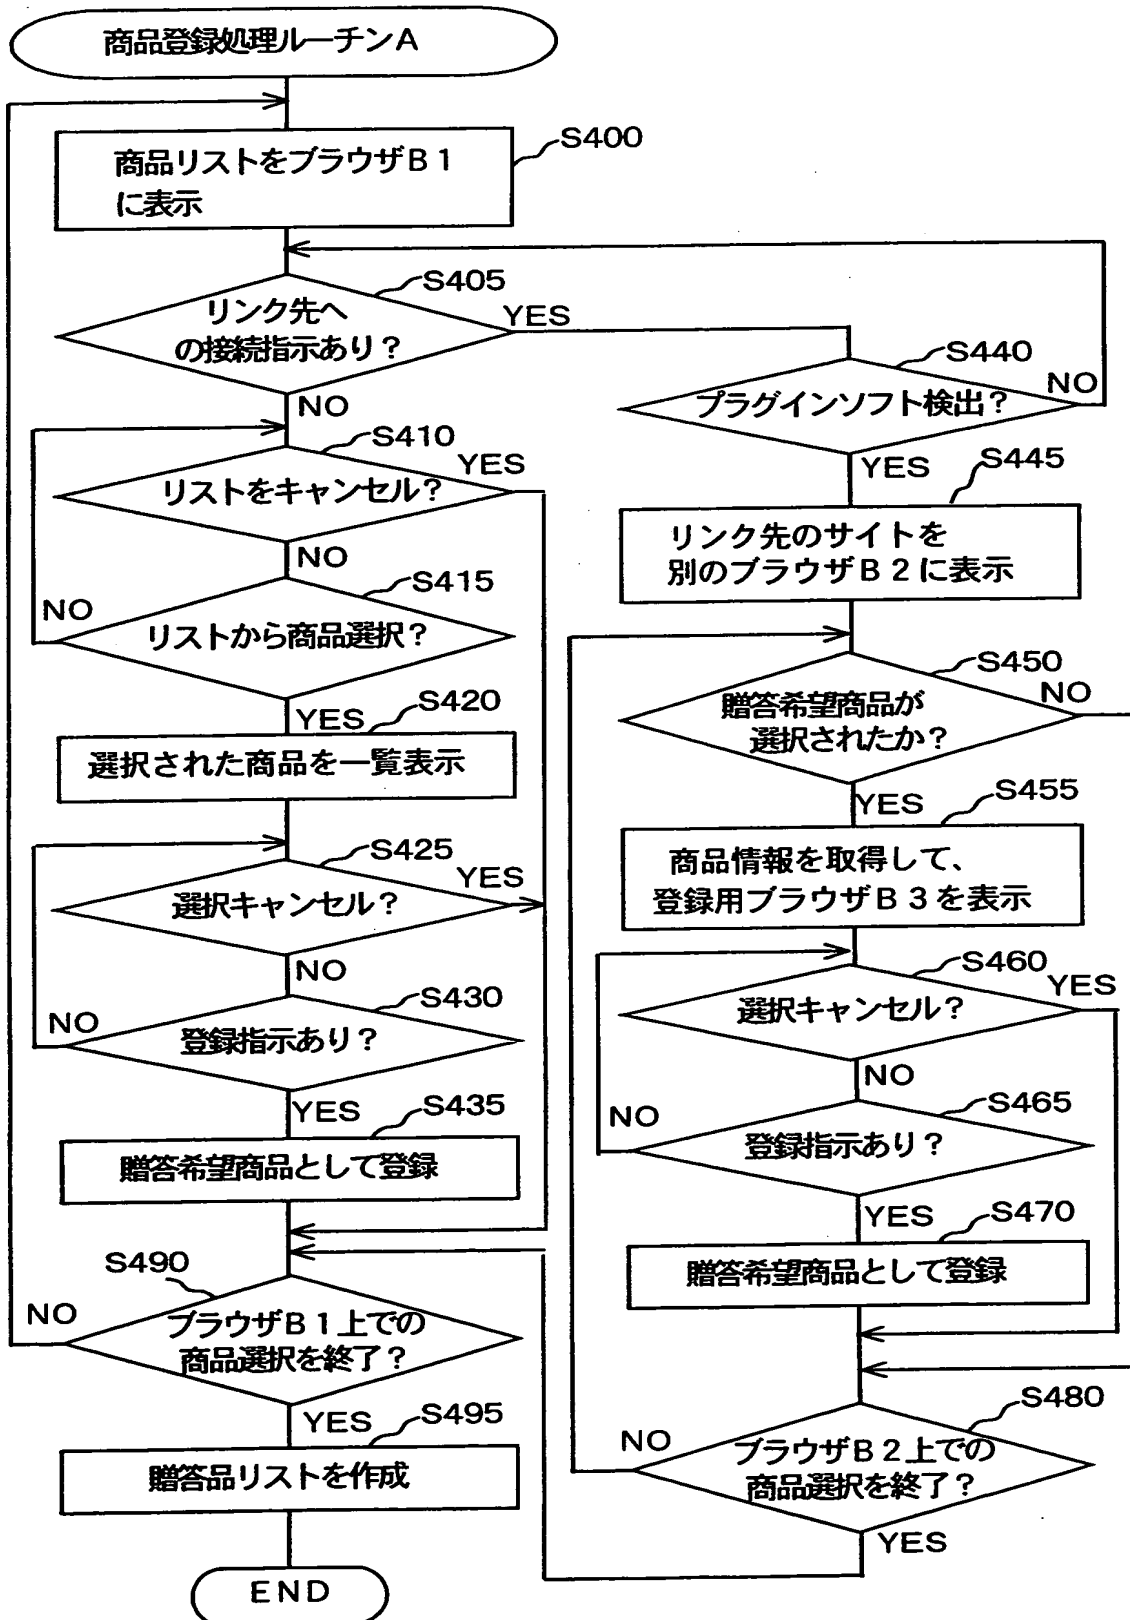 商品登録処理ルーチンA
S400
商品リストをブラウザB1
に表示
S405
リンク先へ
の接続指示あり?
YES
NO
S410
リストをキャンセル?
YES
NO
S415
リストから商品選択?
NO
YES
S420
選択された商品を一覧表示
S425
選択キャンセル?
YES
NO
S430
登録指示あり?
NO
YES
S435
贈答希望商品として登録
S440
プラグインソフト検出?
NO
YES
S445
リンク先のサイトを
別のブラウザB2に表示
S450
贈答希望商品が
選択されたか?
NO
YES
S455
商品情報を取得して、
登録用ブラウザB3を表示
S460
選択キャンセル?
YES
NO
S465
登録指示あり?
NO
YES
S470
贈答希望商品として登録
S480
ブラウザB2上での
商品選択を終了?
NO
YES
S490
ブラウザB1上での
商品選択を終了?
NO
YES
S495
贈答品リストを作成
END